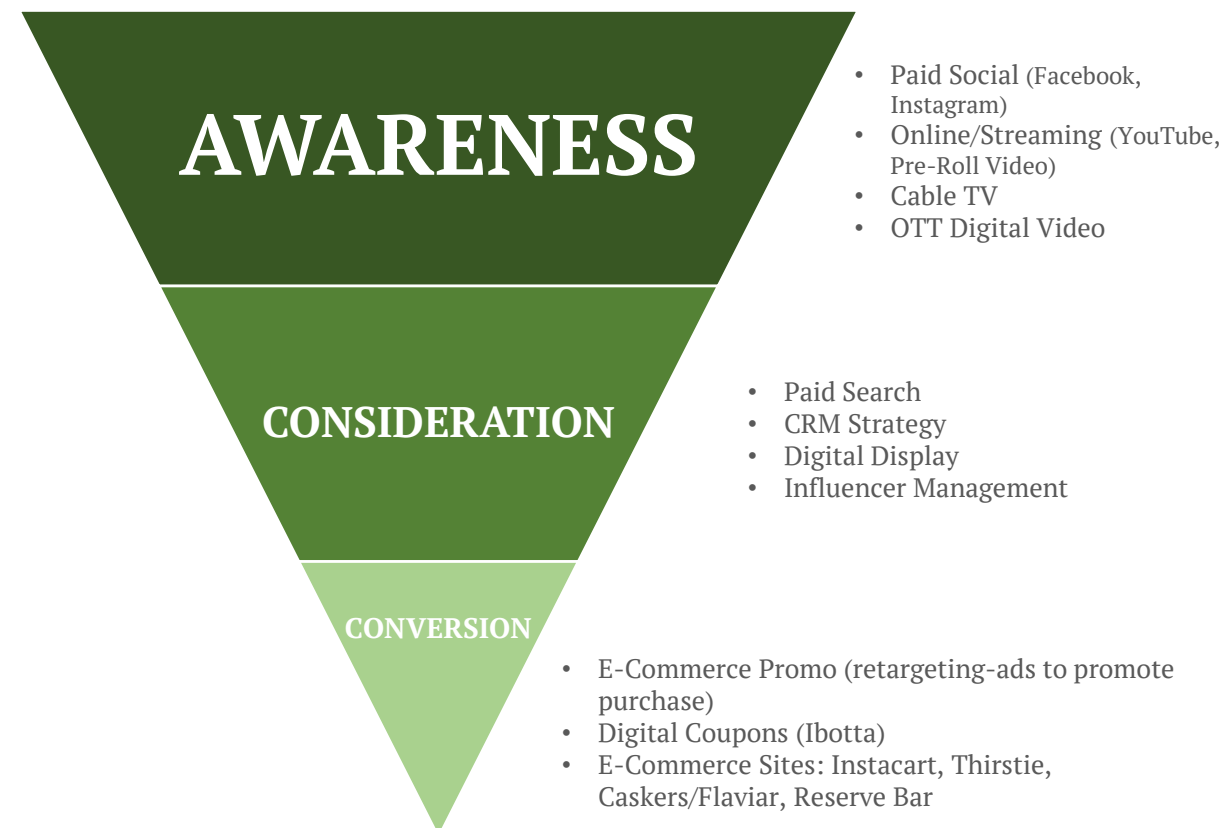 AWARENESS
• Paid Social (Facebook,
Instagram)
• Online/Streaming (YouTube,
Pre-Roll Video)
• Cable TV
• OTT Digital Video
CONSIDERATION
• Paid Search
• CRM Strategy
• Digital Display
• Influencer Management
CONVERSION
• E-Commerce Promo (retargeting-ads to promote
purchase)
• Digital Coupons (Ibotta)
• E-Commerce Sites: Instacart, Thirstie,
Caskers/Flaviar, Reserve Bar